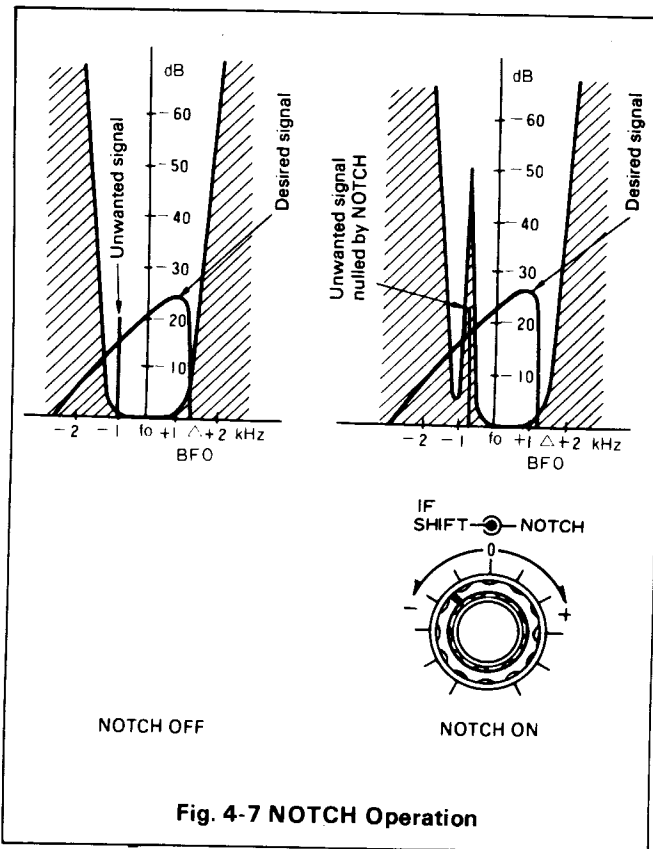 dB
−60
−50
−40
−30
−20
−10
Unwanted signal
Desired signal
−2 −1 fo +1 △ +2 kHz
BFO
dB
−60
−50
−40
−30
−20
−10
Unwanted signal
nulled by NOTCH
Desired signal
−2 −1 fo +1 △ +2 kHz
BFO
IF
SHIFT NOTCH
0
− +
NOTCH OFF
NOTCH ON
Fig. 4-7 NOTCH Operation